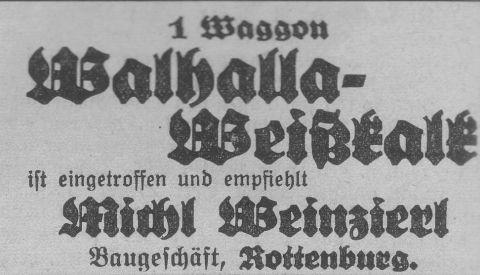 1 Waggon
Walhalla-
Weißkalk
ist eingetroffen und empfiehlt
Michl Weinzierl
Baugeschäft, Rottenburg.